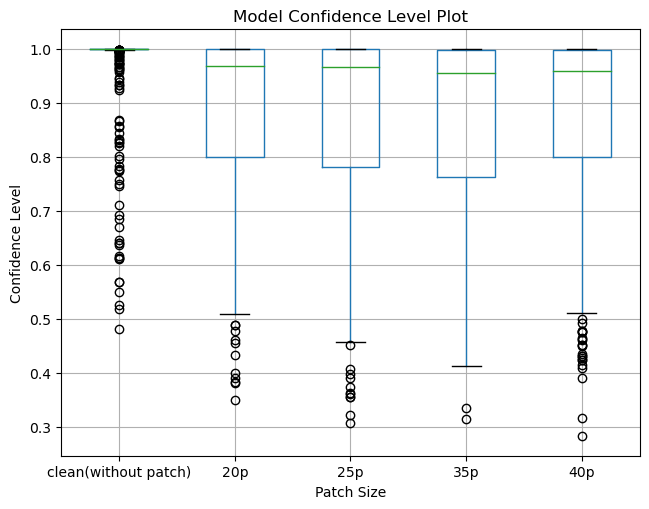 Model Confidence Level Plot
Confidence Level
1.0
0.9
0.8
0.7
0.6
0.5
0.4
0.3
clean(without patch) 20p 25p 35p 40p
Patch Size